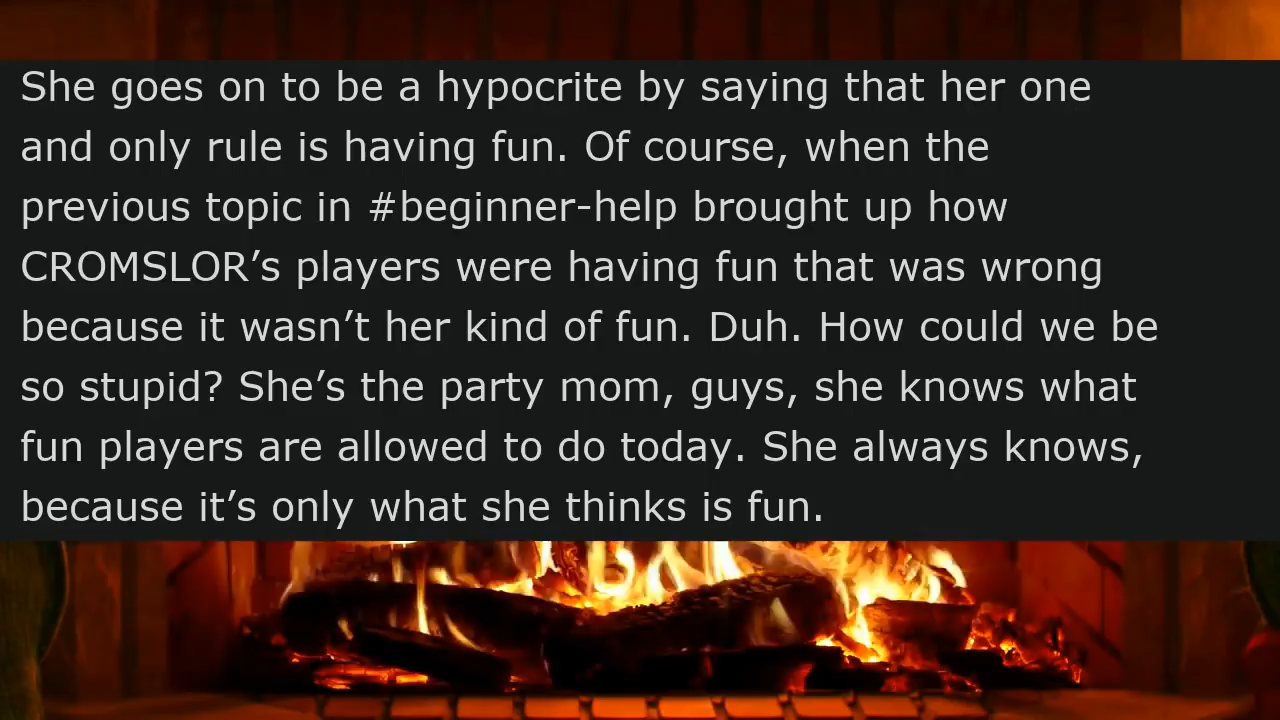 She goes on to be a hypocrite by saying that her one
and only rule is having fun. Of course, when the
previous topic in #beginner-help brought up how
CROMSLOR’s players were having fun that was wrong
because it wasn’t her kind of fun. Duh. How could we be
so stupid? She’s the party mom, guys, she knows what
fun players are allowed to do today. She always knows,
because it’s only what she thinks is fun.